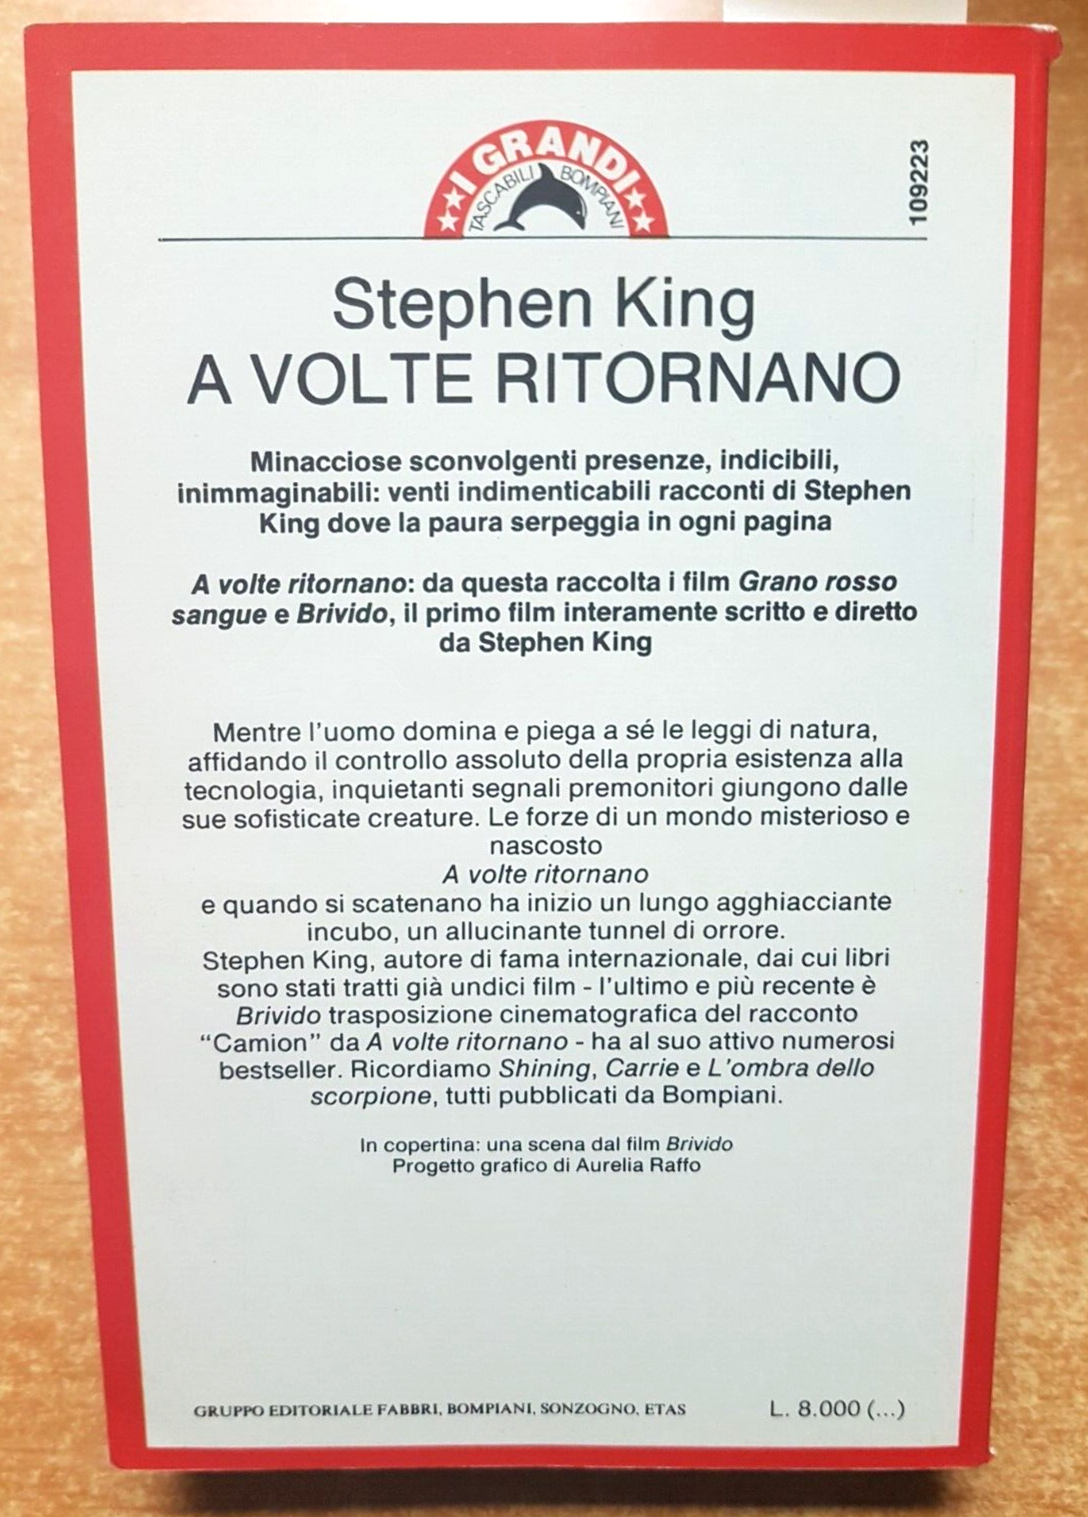 I GRANDI
TASCABILI BOMPIANI
109223
Stephen King
A VOLTE RITORNANO
Minacciose sconvolgenti presenze, indicibili,
inimmaginabili: venti indimenticabili racconti di Stephen
King dove la paura serpeggia in ogni pagina
A volte ritornano: da questa raccolta i film Grano rosso
sangue e Brivido, il primo film interamente scritto e diretto
da Stephen King
Mentre l'uomo domina e piega a sé le leggi di natura,
affidando il controllo assoluto della propria esistenza alla
tecnologia, inquietanti segnali premonitori giungono dalle
sue sofisticate creature. Le forze di un mondo misterioso e
nascosto
A volte ritornano
e quando si scatenano ha inizio un lungo agghiacciante
incubo, un allucinante tunnel di orrore.
Stephen King, autore di fama internazionale, dai cui libri
sono stati tratti già undici film - l'ultimo e più recente è
Brivido trasposizione cinematografica del racconto
“Camion” da A volte ritornano - ha al suo attivo numerosi
bestseller. Ricordiamo Shining, Carrie e L'ombra dello
scorpione, tutti pubblicati da Bompiani.
In copertina: una scena dal film Brivido
Progetto grafico di Aurelia Raffo
GRUPPO EDITORIALE FABBRI, BOMPIANI, SONZOGNO, ETAS
L. 8.000 (...)